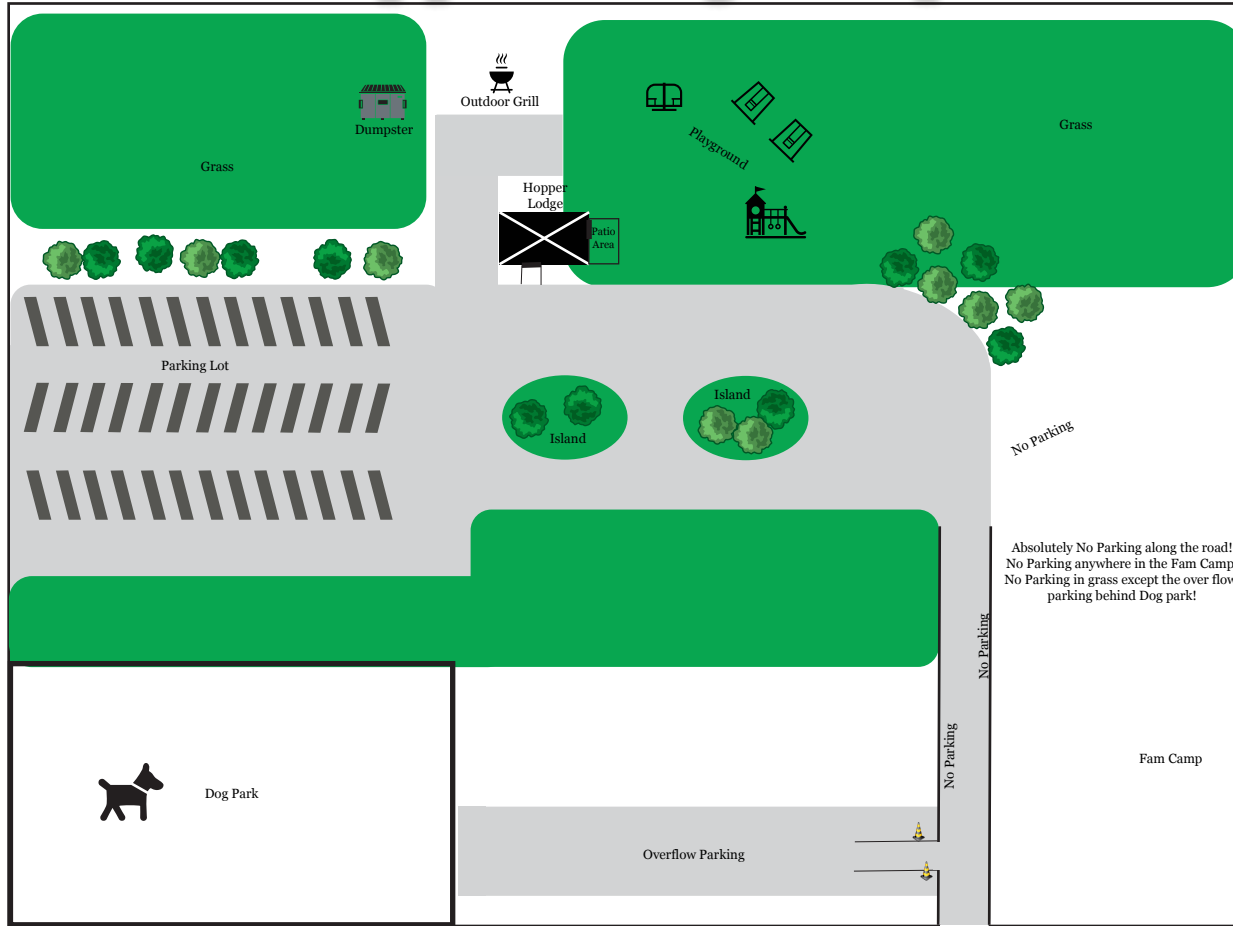 Outdoor Grill
Dumpster
Grass
Playground
Grass
Hopper
Lodge
Patio
Area
Parking Lot
Island
Island
No Parking
Absolutely No Parking along the road!
No Parking anywhere in the Fam Camp
No Parking in grass except the over flow
parking behind Dog park!
No Parking
No Parking
Fam Camp
Dog Park
Overflow Parking